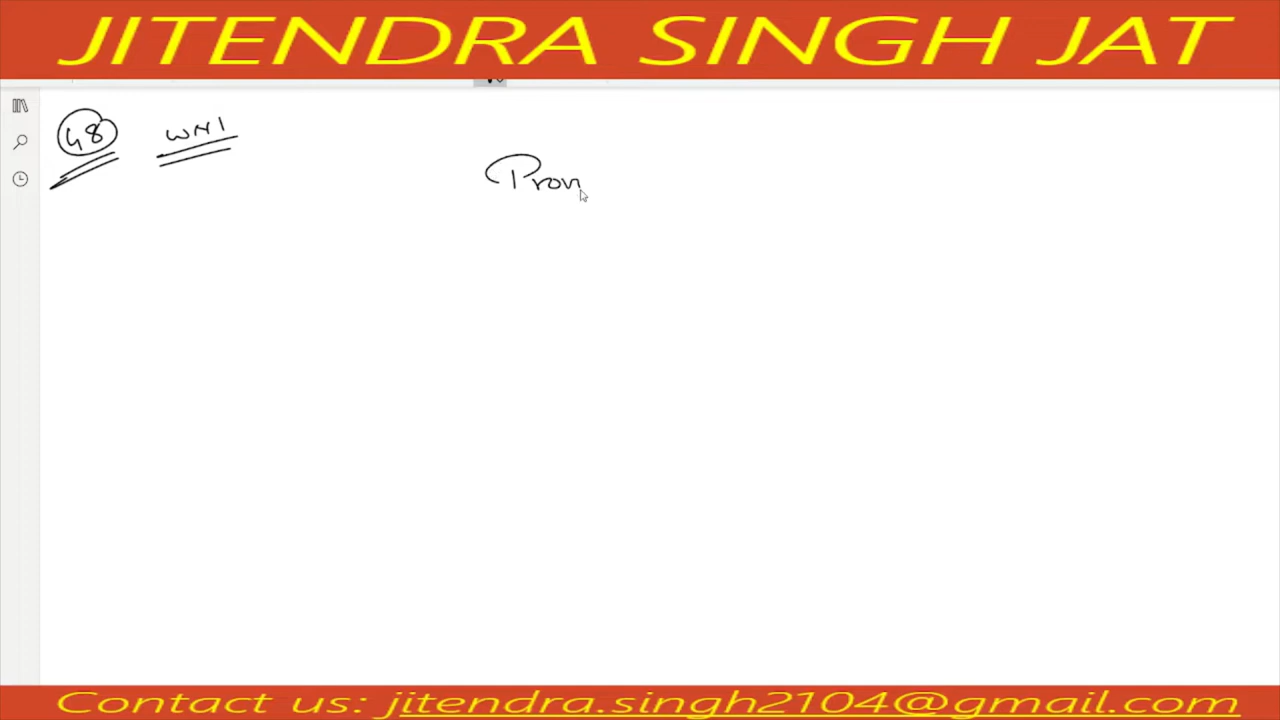 JITENDRA SINGH JAT
48 WN1
Prov
Contact us: jitendra.singh2104@gmail.com